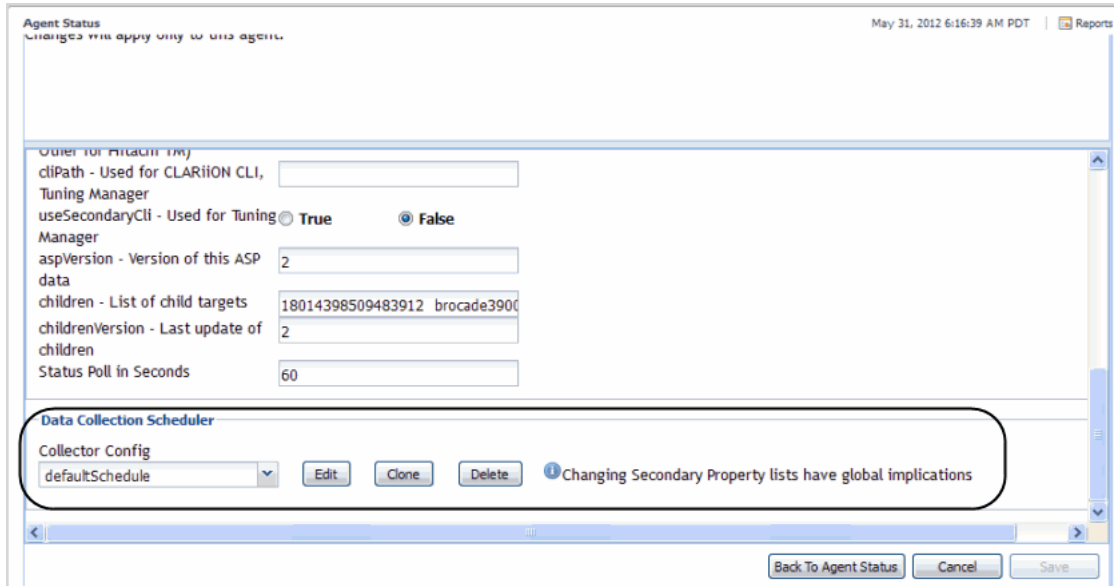 Agent Status
May 31, 2012 6:16:39 AM PDT
Reports
Changes will apply only to this agent.
Other for Hitachi TM)
cliPath - Used for CLARiiON CLI,
Tuning Manager
useSecondaryCli - Used for Tuning
Manager
True
False
aspVersion - Version of this ASP
data
2
children - List of child targets
18014398509483912 brocade3900
childrenVersion - Last update of
children
2
Status Poll in Seconds
60
Data Collection Scheduler
Collector Config
defaultSchedule
Edit
Clone
Delete
Changing Secondary Property lists have global implications
Back To Agent Status
Cancel
Save